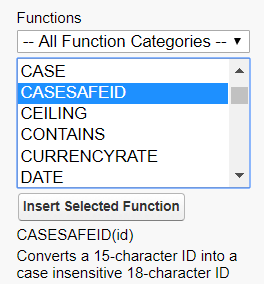 Functions
-- All Function Categories --
CASE
CASESAFEID
CEILING
CONTAINS
CURRENCYRATE
DATE
Insert Selected Function
CASESAFEID(id)
Converts a 15-character ID into a
case insensitive 18-character ID